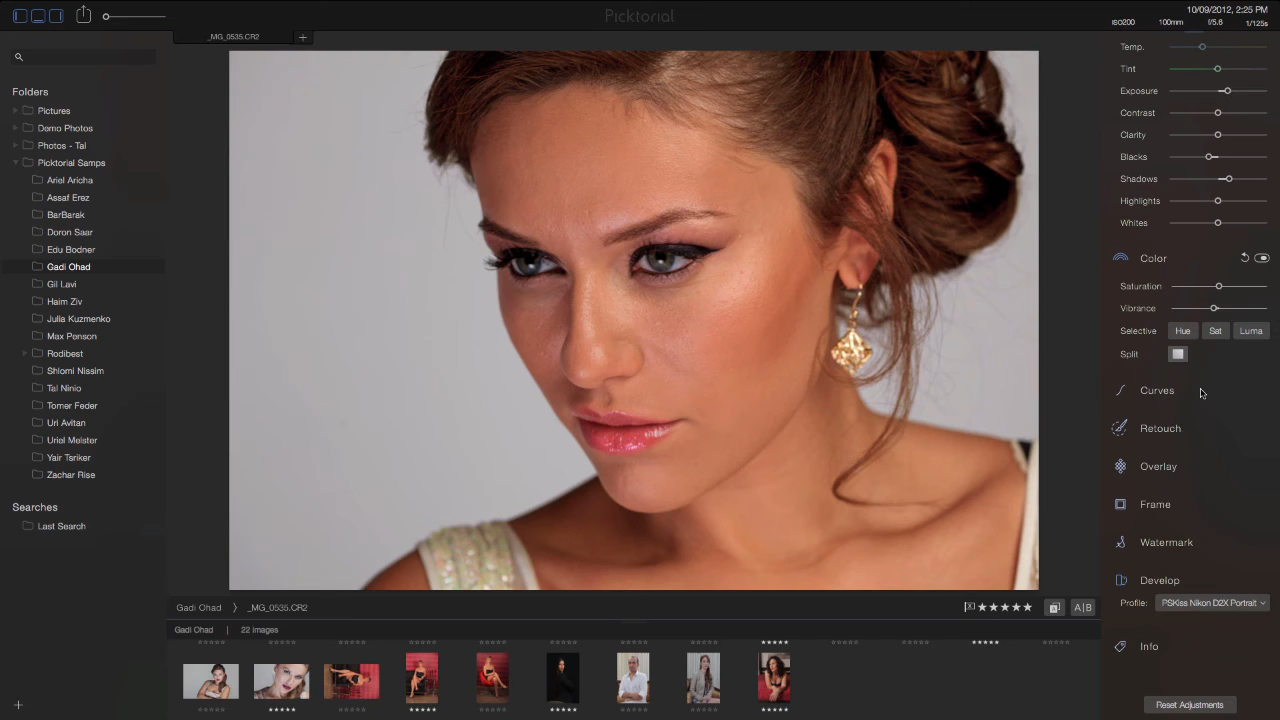 Picktorial
10/09/2012, 2:25 PM
ISO200 100mm f/5.6 1/125s
_MG_0535.CR2 +
Folders
Pictures
Demo Photos
Photos - Tal
Picktorial Samps
Ariel Aricha
Assaf Erez
BarBarak
Doron Saar
Edu Bodner
Gadi Ohad
Gil Lavi
Haim Ziv
Julia Kuzmenko
Max Penson
Rodibest
Shlomi Nissim
Tal Ninio
Tomer Feder
Uri Avitan
Uriel Meister
Yair Tsriker
Zachar Rise
Searches
Last Search
+
Temp.
Tint
Exposure
Contrast
Clarity
Blacks
Shadows
Highlights
Whites
Color
Saturation
Vibrance
Selective Hue Sat Luma
Split
Curves
Retouch
Overlay
Frame
Watermark
Develop
Profile: PSKiss Nikon D2X Portrait
Info
Reset Adjustments
Gadi Ohad 〉 _MG_0535.CR2 ★★★★★ A|B
Gadi Ohad | 22 Images